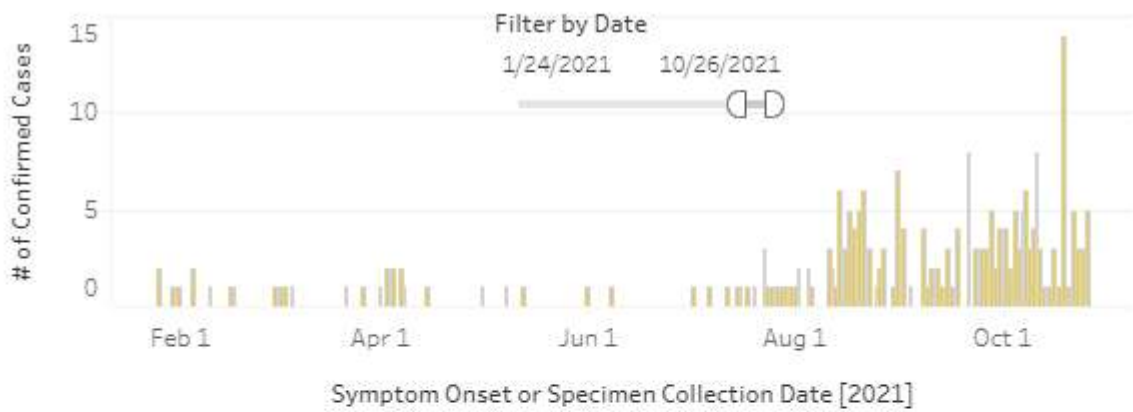 Filter by Date
1/24/2021 10/26/2021
# of Confirmed Cases
15
10
5
0
Feb 1 Apr 1 Jun 1 Aug 1 Oct 1
Symptom Onset or Specimen Collection Date [2021]